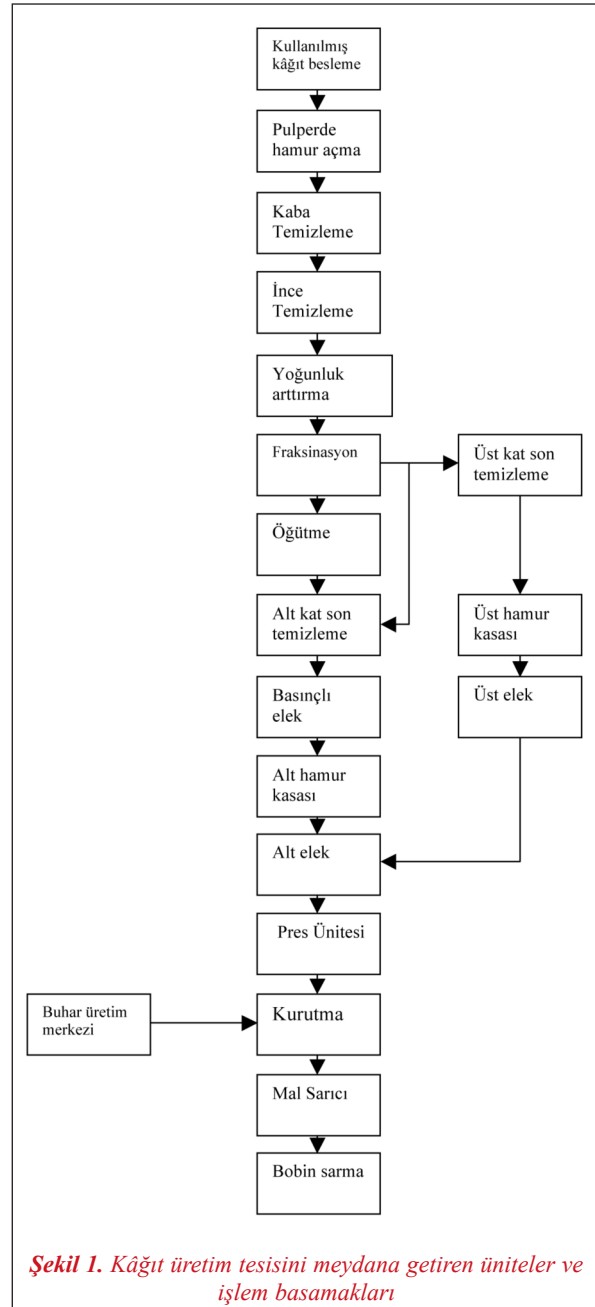 Kullanılmış
kâğıt besleme
Pulperde
hamur açma
Kaba
Temizleme
İnce
Temizleme
Yoğunluk
arttırma
Fraksinasyon
Üst kat son
temizleme
Öğütme
Alt kat son
temizleme
Üst hamur
kasası
Basınçlı
elek
Üst elek
Alt hamur
kasası
Alt elek
Pres Ünitesi
Buhar üretim
merkezi
Kurutma
Mal Sarıcı
Bobin sarma
Şekil 1. Kâğıt üretim tesisini meydana getiren üniteler ve
işlem basamakları